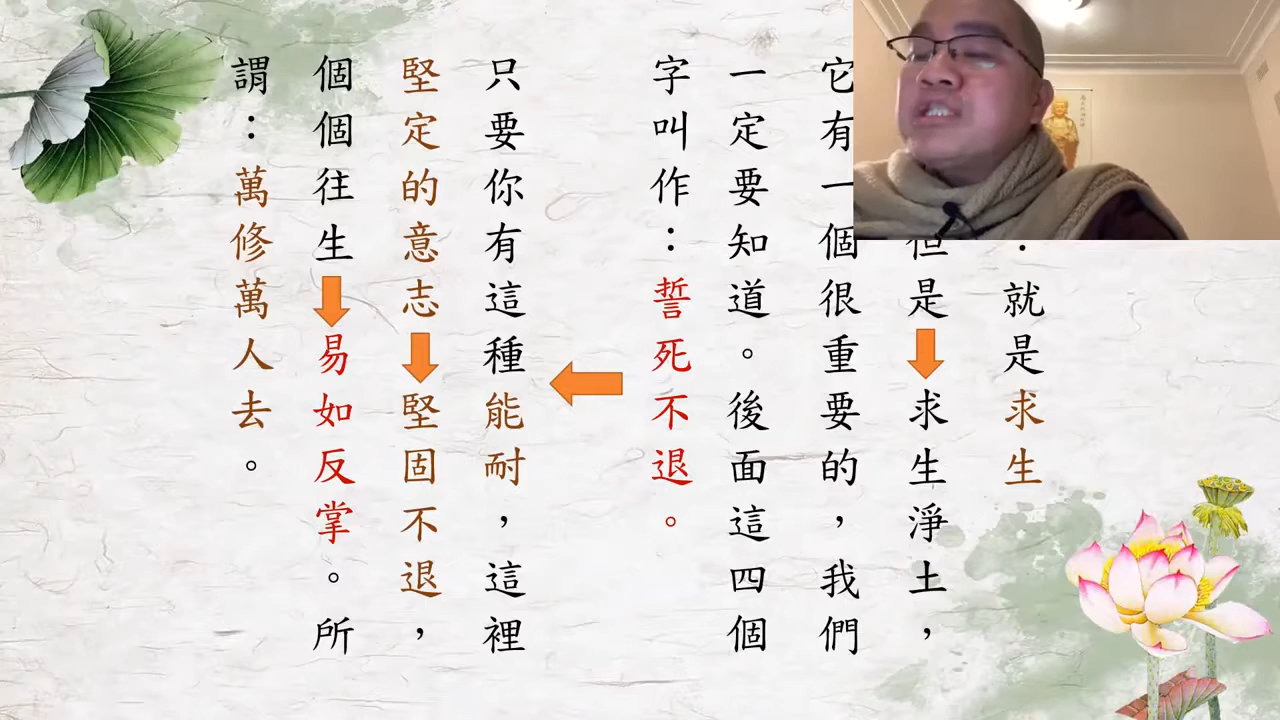 ：就是求生
但是求生淨土，
它有一個很重要的，我們
一定要知道。後面這四個
字叫作：誓死不退。
只要你有這種能耐，這裡
堅定的意志堅固不退，
個個往生易如反掌。所
謂：萬修萬人去。